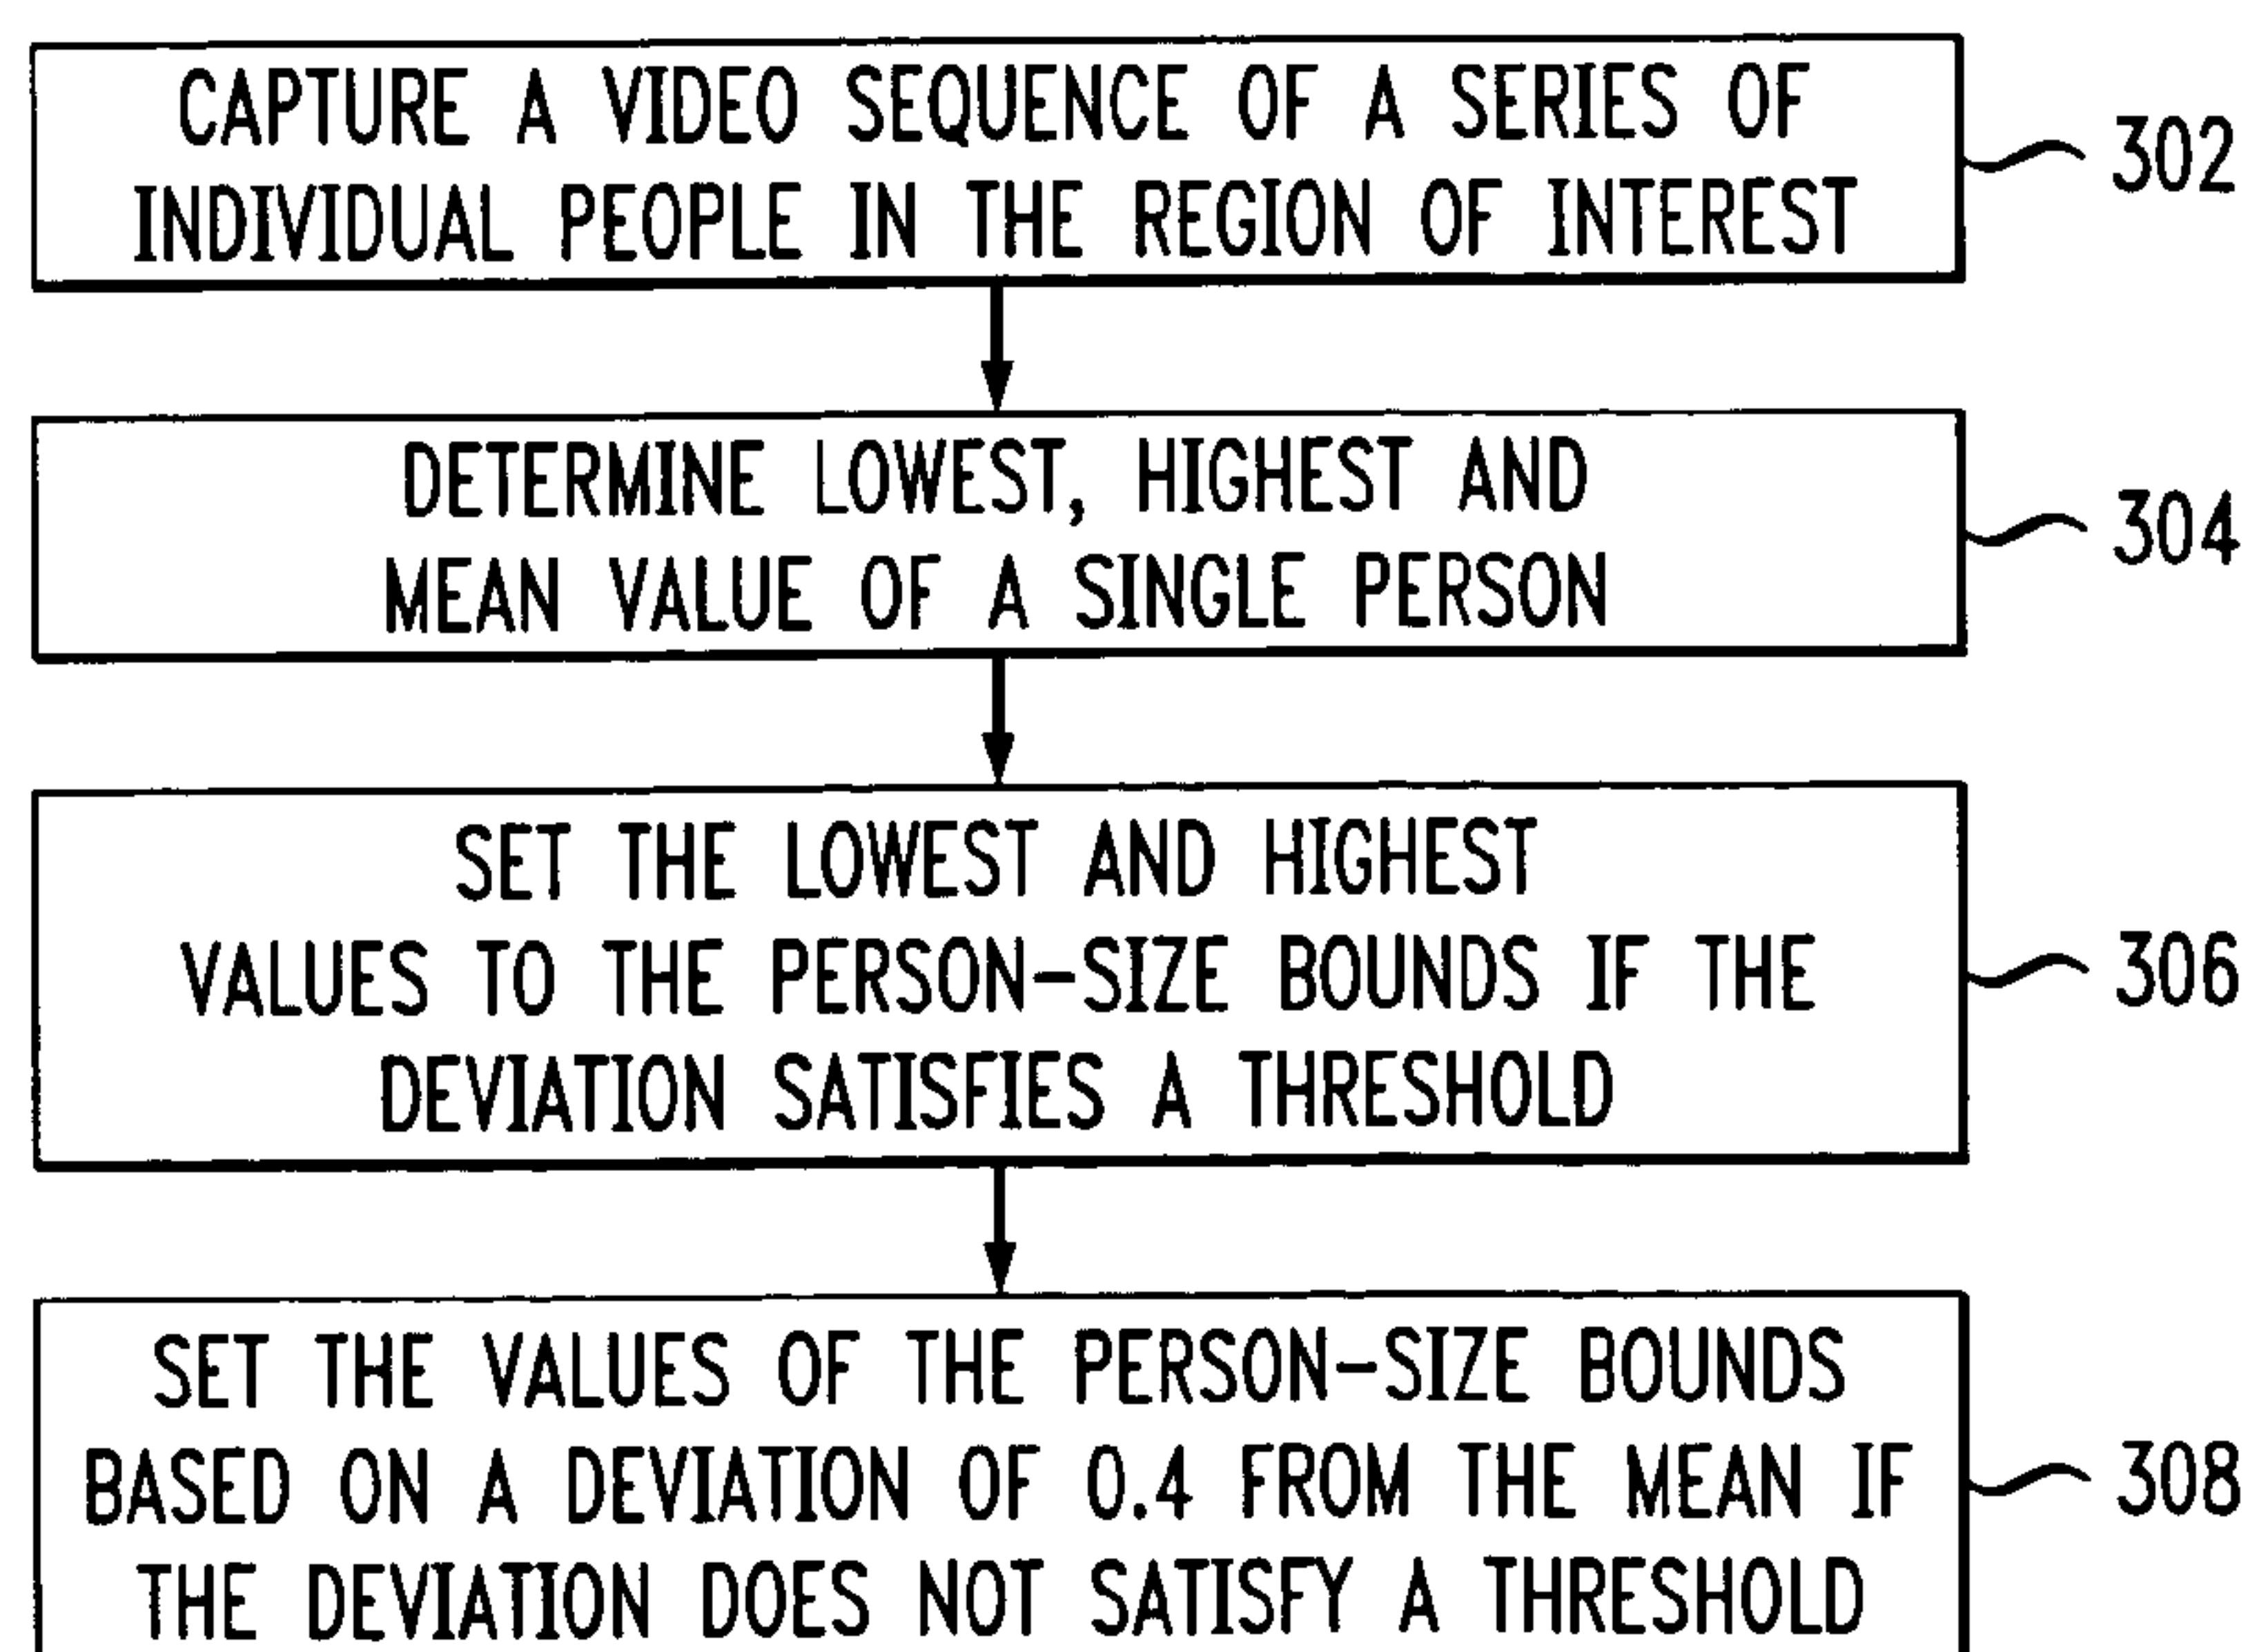 CAPTURE A VIDEO SEQUENCE OF A SERIES OF
INDIVIDUAL PEOPLE IN THE REGION OF INTEREST
302
DETERMINE LOWEST, HIGHEST AND
MEAN VALUE OF A SINGLE PERSON
304
SET THE LOWEST AND HIGHEST
VALUES TO THE PERSON-SIZE BOUNDS IF THE
DEVIATION SATISFIES A THRESHOLD
306
SET THE VALUES OF THE PERSON-SIZE BOUNDS
BASED ON A DEVIATION OF 0.4 FROM THE MEAN IF
THE DEVIATION DOES NOT SATISFY A THRESHOLD
308